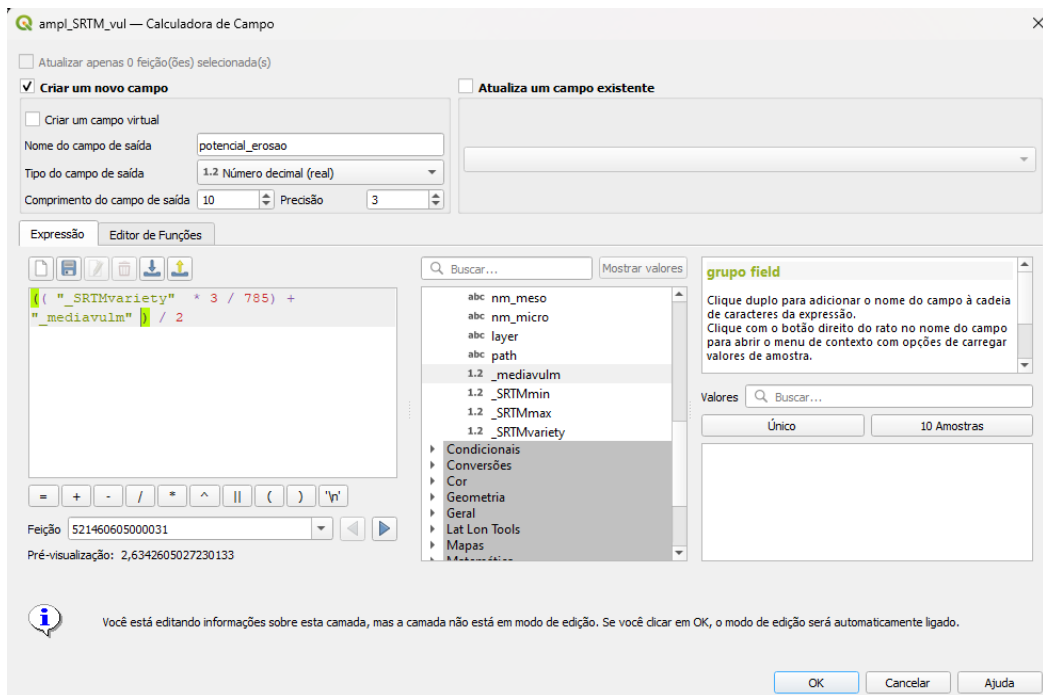 ampl_SRTM_vul — Calculadora de Campo
Atualizar apenas 0 feição(ões) selecionada(s)
Criar um novo campo
Atualiza um campo existente
Criar um campo virtual
Nome do campo de saída potencial_erosao
Tipo do campo de saída 1.2 Número decimal (real)
Comprimento do campo de saída 10 Precisão 3
Expressão Editor de Funções
(( "_SRTMvariety" * 3 / 785) +
"_mediavulm" ) / 2
= + - / * ^ || ( ) '\n'
Feição 521460605000031
Pré-visualização: 2,6342605027230133
Buscar... Mostrar valores
abc nm_meso
abc nm_micro
abc layer
abc path
1.2 _mediavulm
1.2 _SRTMmin
1.2 _SRTMmax
1.2 _SRTMvariety
Condicionais
Conversões
Cor
Geometria
Geral
Lat Lon Tools
Mapas
Matemática
grupo field
Clique duplo para adicionar o nome do campo à cadeia
de caracteres da expressão.
Clique com o botão direito do rato no nome do campo
para abrir o menu de contexto com opções de carregar
valores de amostra.
Valores Buscar...
Único 10 Amostras
Você está editando informações sobre esta camada, mas a camada não está em modo de edição. Se você clicar em OK, o modo de edição será automaticamente ligado.
OK Cancelar Ajuda